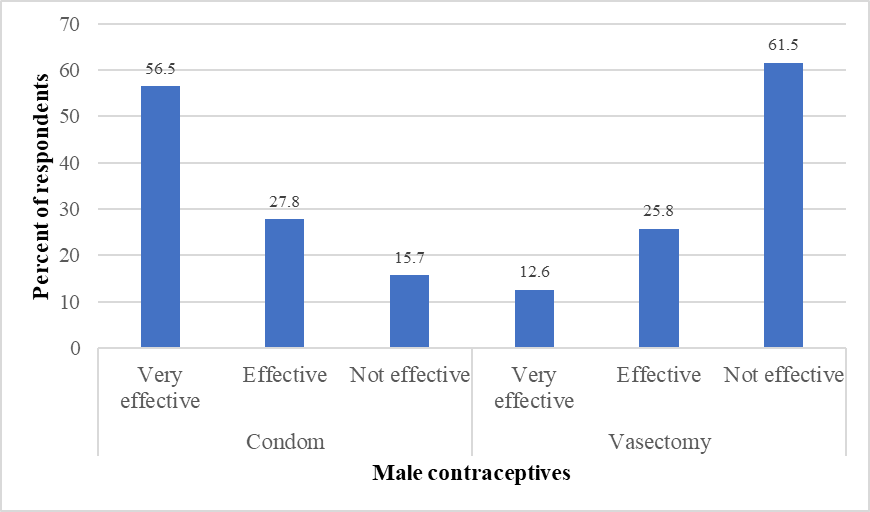 70
60
50
40
30
20
10
0
Percent of respondents
56.5
27.8
15.7
12.6
25.8
61.5
Very
effective
Effective
Not effective
Very
effective
Effective
Not effective
Condom
Vasectomy
Male contraceptives